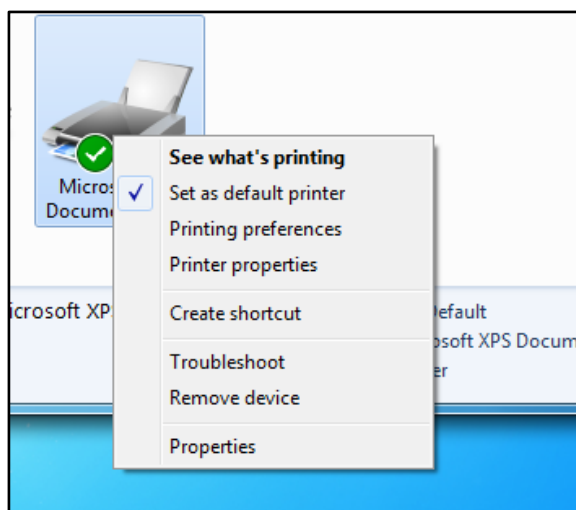 See what's printing
Set as default printer
Printing preferences
Printer properties
Create shortcut
Troubleshoot
Remove device
Properties
Micros
Docum
icrosoft XP
efault
osoft XPS Docum
er